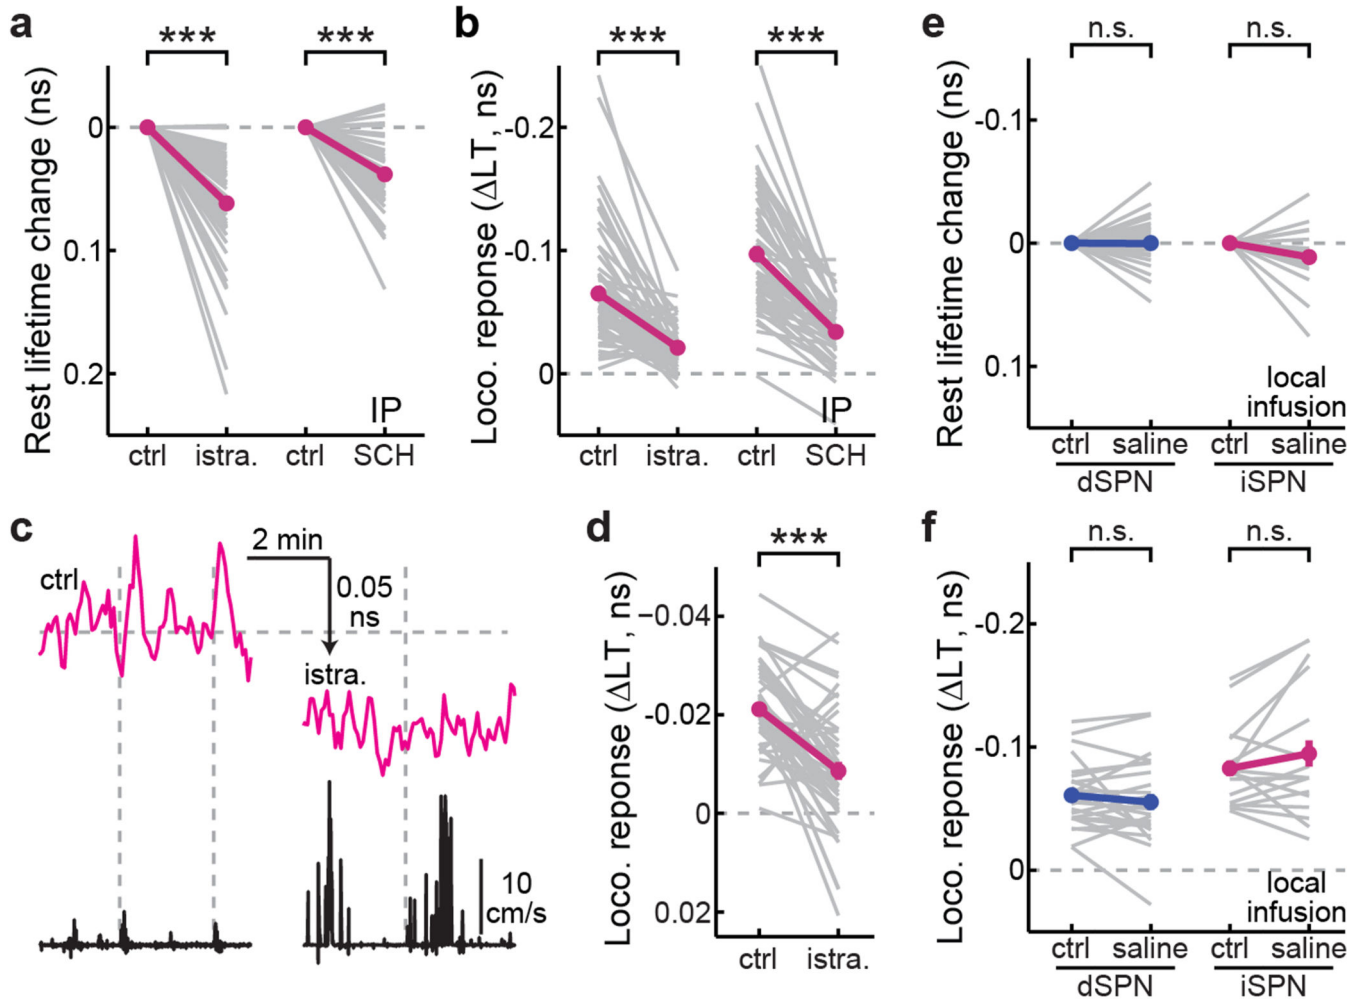 a
***
***
Rest lifetime change (ns)
0
0.1
0.2
IP
ctrl
istra.
ctrl
SCH
b
***
***
Loco. reponse (ΔLT, ns)
-0.2
-0.1
0
IP
ctrl
istra.
ctrl
SCH
e
n.s.
n.s.
Rest lifetime change (ns)
-0.1
0
0.1
local
infusion
ctrl
saline
ctrl
saline
dSPN
iSPN
c
ctrl
2 min
0.05
ns
istra.
10
cm/s
d
***
Loco. reponse (ΔLT, ns)
−0.04
-0.02
0
0.02
ctrl
istra.
f
n.s.
n.s.
Loco. reponse (ΔLT, ns)
-0.2
-0.1
0
local
infusion
ctrl
saline
ctrl
saline
dSPN
iSPN